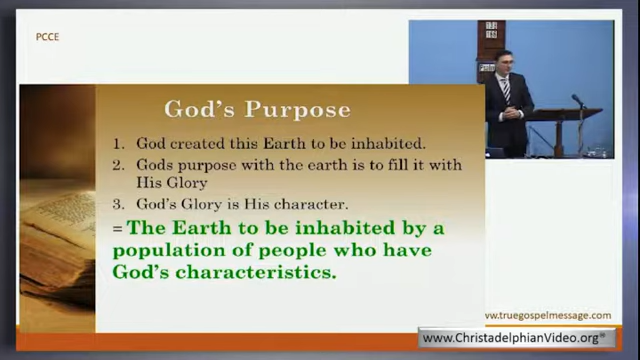 PCCE
God's Purpose
1. God created this Earth to be inhabited.
2. Gods purpose with the earth is to fill it with
His Glory
3. God's Glory is His character.
= The Earth to be inhabited by a
population of people who have
God's characteristics.
ww.truegospelmessage.com
www.ChristadelphianVideo.org®